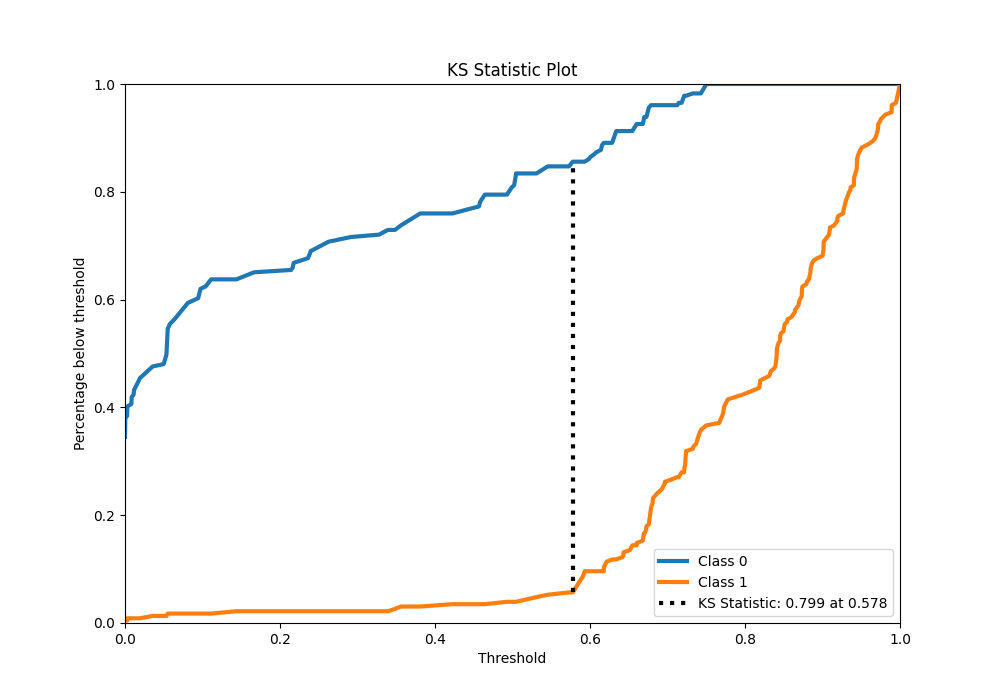 KS Statistic Plot
1.0
0.8
0.6
0.4
0.2
0.0
Percentage below threshold
0.0 0.2 0.4 0.6 0.8 1.0
Threshold
Class 0
Class 1
KS Statistic: 0.799 at 0.578